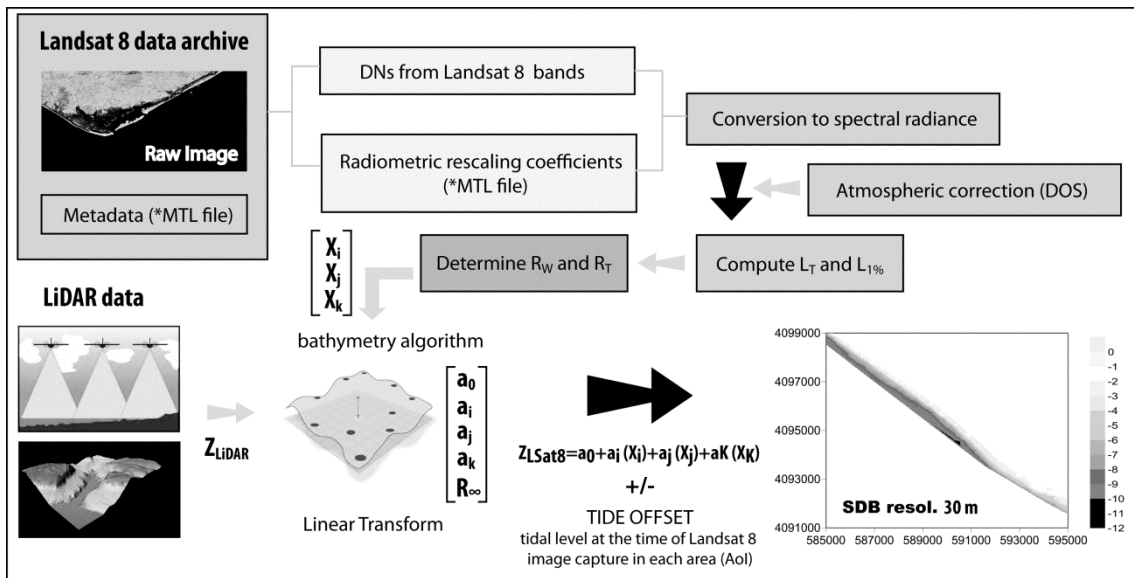 Landsat 8 data archive
Raw Image
Metadata (*MTL file)
DNs from Landsat 8 bands
Radiometric rescaling coefficients
(*MTL file)
Conversion to spectral radiance
Atmospheric correction (DOS)
Compute LT and L1%
Determine RW and RT
Xi
Xj
Xk
LiDAR data
ZLiDAR
bathymetry algorithm
Linear Transform
a0
ai
aj
ak
R∞
ZLSat8=a0+ai (Xi)+aj (Xj)+aK (XK)
+/-
TIDE OFFSET
tidal level at the time of Landsat 8
image capture in each area (AoI)
4099000
4097000
4095000
4093000
4091000
585000 587000 589000 591000 593000 595000
SDB resol. 30 m
0
-1
-2
-3
-4
-5
-6
-7
-8
-9
-10
-11
-12